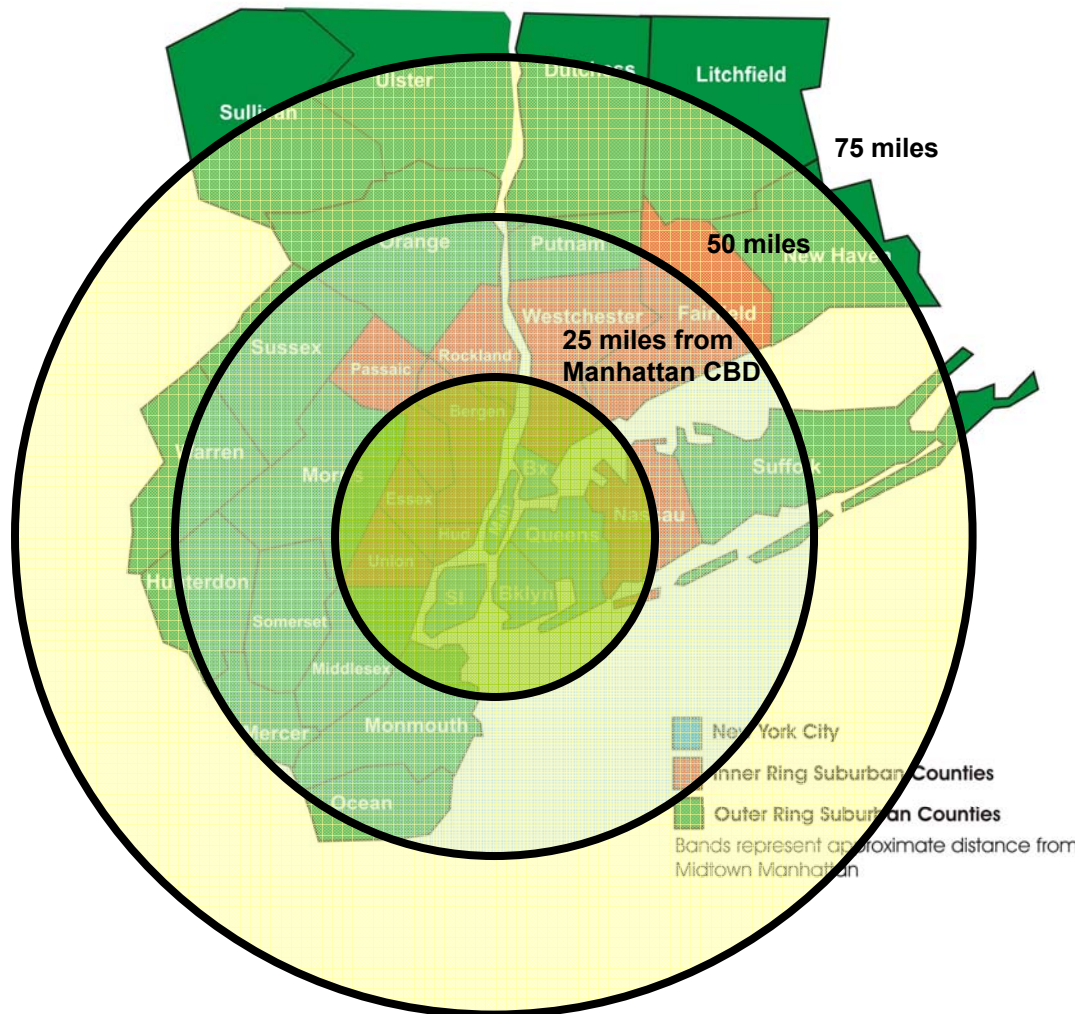 Litchfield
Dutchess
Ulster
Sullivan
75 miles
Orange
Putnam
50 miles
New Haven
Westchester
Fairfield
25 miles from
Manhattan CBD
Sussex
Rockland
Passaic
Bergen
Warren
Morris
Bx
Suffolk
Essex
Man
Nassau
Hud
Queens
Union
Hunterdon
SI
Bklyn
Somerset
Middlesex
Monmouth
Mercer
Ocean
New York City
Inner Ring Suburban Counties
Outer Ring Suburban Counties
Bands represent approximate distance from
Midtown Manhattan